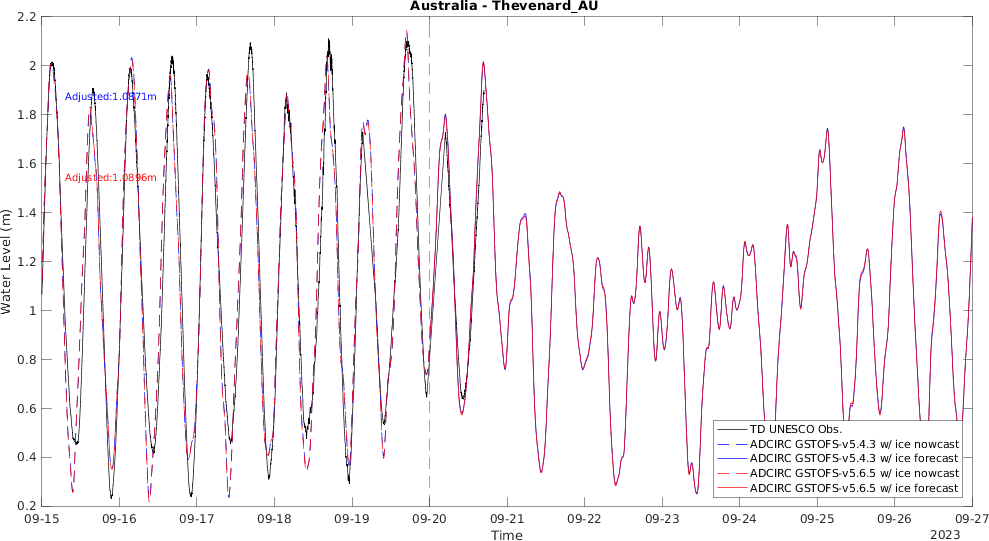 Australia - Thevenard_AU
2.2
2
1.8
1.6
1.4
1.2
1
0.8
0.6
0.4
0.2
Water Level (m)
Adjusted:1.0871m
Adjusted:1.0896m
TD UNESCO Obs.
ADCIRC GSTOFS-v5.4.3 w/ ice nowcast
ADCIRC GSTOFS-v5.4.3 w/ ice forecast
ADCIRC GSTOFS-v5.6.5 w/ ice nowcast
ADCIRC GSTOFS-v5.6.5 w/ ice forecast
09-15 09-16 09-17 09-18 09-19 09-20 09-21 09-22 09-23 09-24 09-25 09-26 09-27
Time
2023